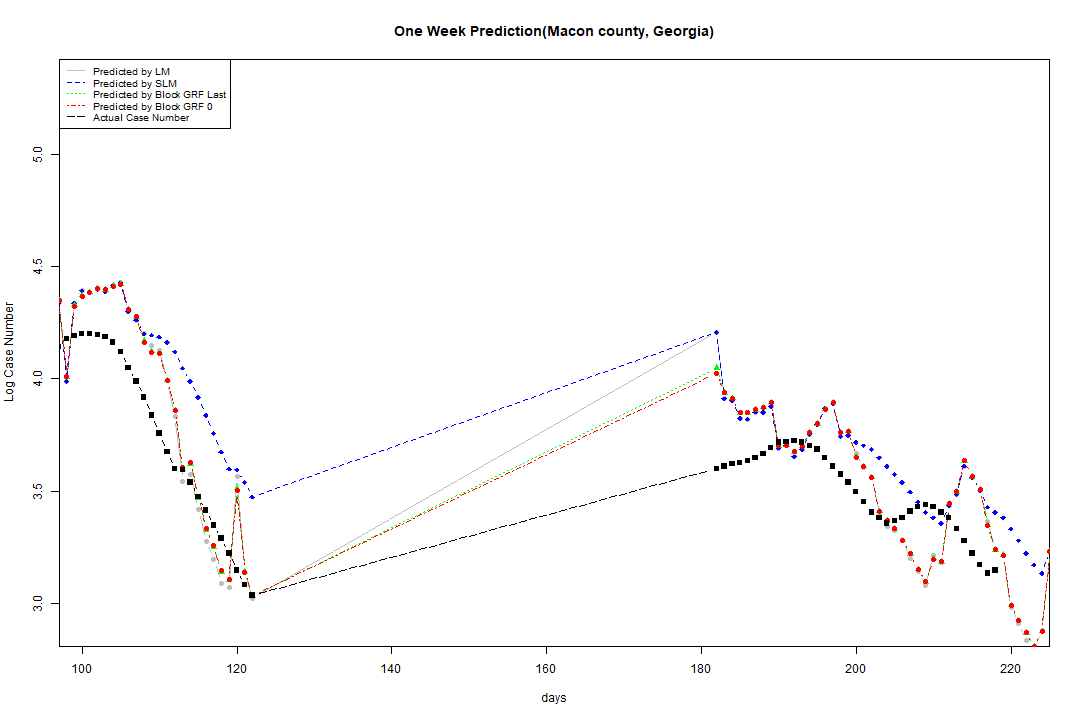 One Week Prediction(Macon county, Georgia)
Predicted by LM
Predicted by SLM
Predicted by Block GRF Last
Predicted by Block GRF 0
Actual Case Number
Log Case Number
5.0
4.5
4.0
3.5
3.0
100 120 140 160 180 200 220
days